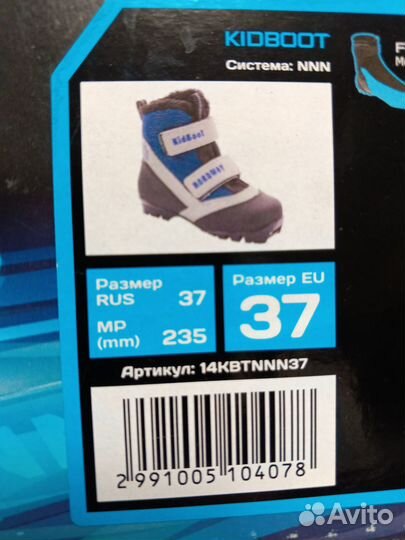 KIDBOOT
Система: NNN
KidBoot
NORDWAY
Размер RUS 37
MP (mm) 235
Размер EU
37
Артикул: 14KBTNNN37
2 991005 104078
Avito